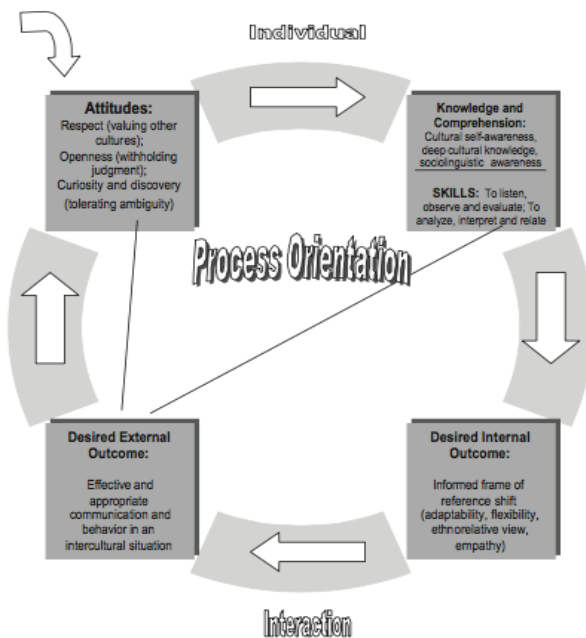 Individual
Attitudes:
Respect (valuing other
cultures);
Openness (withholding
judgment);
Curiosity and discovery
(tolerating ambiguity)
Knowledge and
Comprehension:
Cultural self-awareness,
deep cultural knowledge,
sociolinguistic awareness
SKILLS: To listen,
observe and evaluate; To
analyze, interpret and relate
Process Orientation
Desired External
Outcome:
Effective and
appropriate
communication and
behavior in an
intercultural situation
Desired Internal
Outcome:
Informed frame of
reference shift
(adaptability, flexibility,
ethnorelative view,
empathy)
Interaction